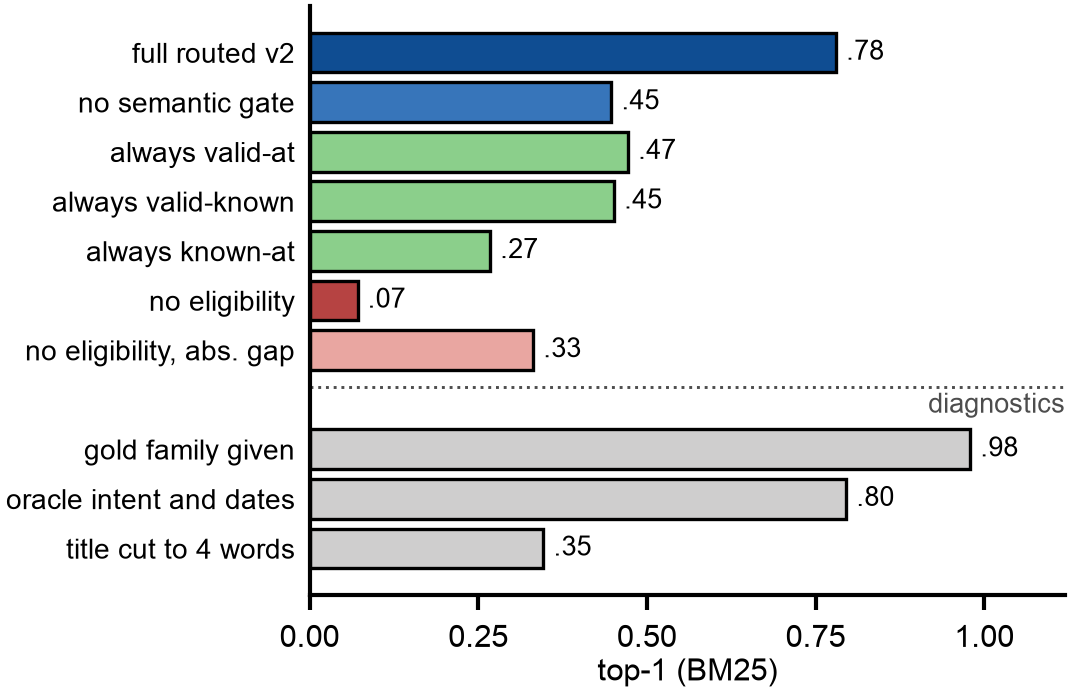 full routed v2 .78
no semantic gate .45
always valid-at .47
always valid-known .45
always known-at .27
no eligibility .07
no eligibility, abs. gap .33
diagnostics
gold family given .98
oracle intent and dates .80
title cut to 4 words .35
0.00 0.25 0.50 0.75 1.00
top-1 (BM25)